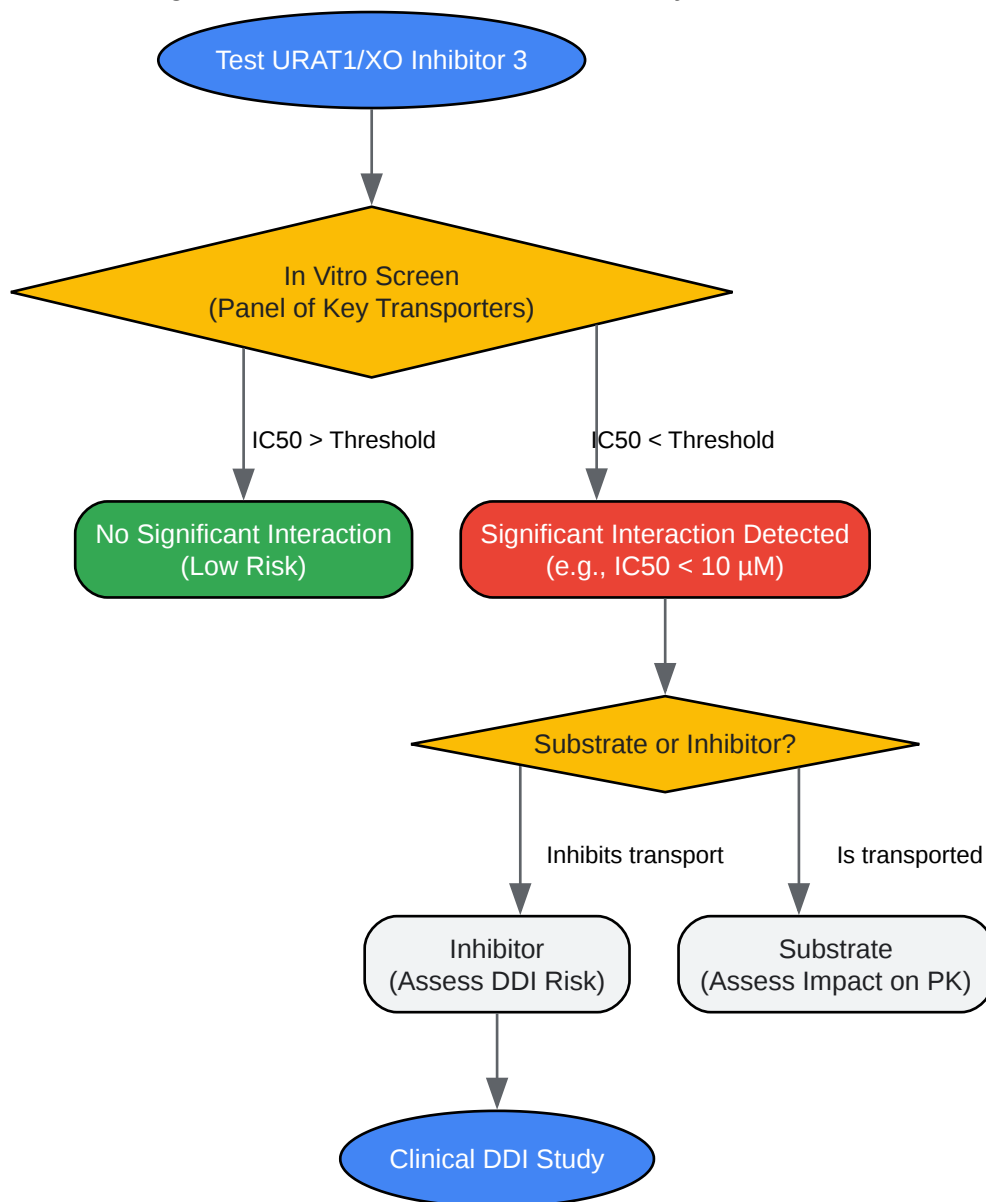 Test URAT1/XO Inhibitor 3
In Vitro Screen
(Panel of Key Transporters)
IC50 > Threshold
IC50 < Threshold
No Significant Interaction
(Low Risk)
Significant Interaction Detected
(e.g., IC50 < 10 µM)
Substrate or Inhibitor?
Inhibits transport
Is transported
Inhibitor
(Assess DDI Risk)
Substrate
(Assess Impact on PK)
Clinical DDI Study